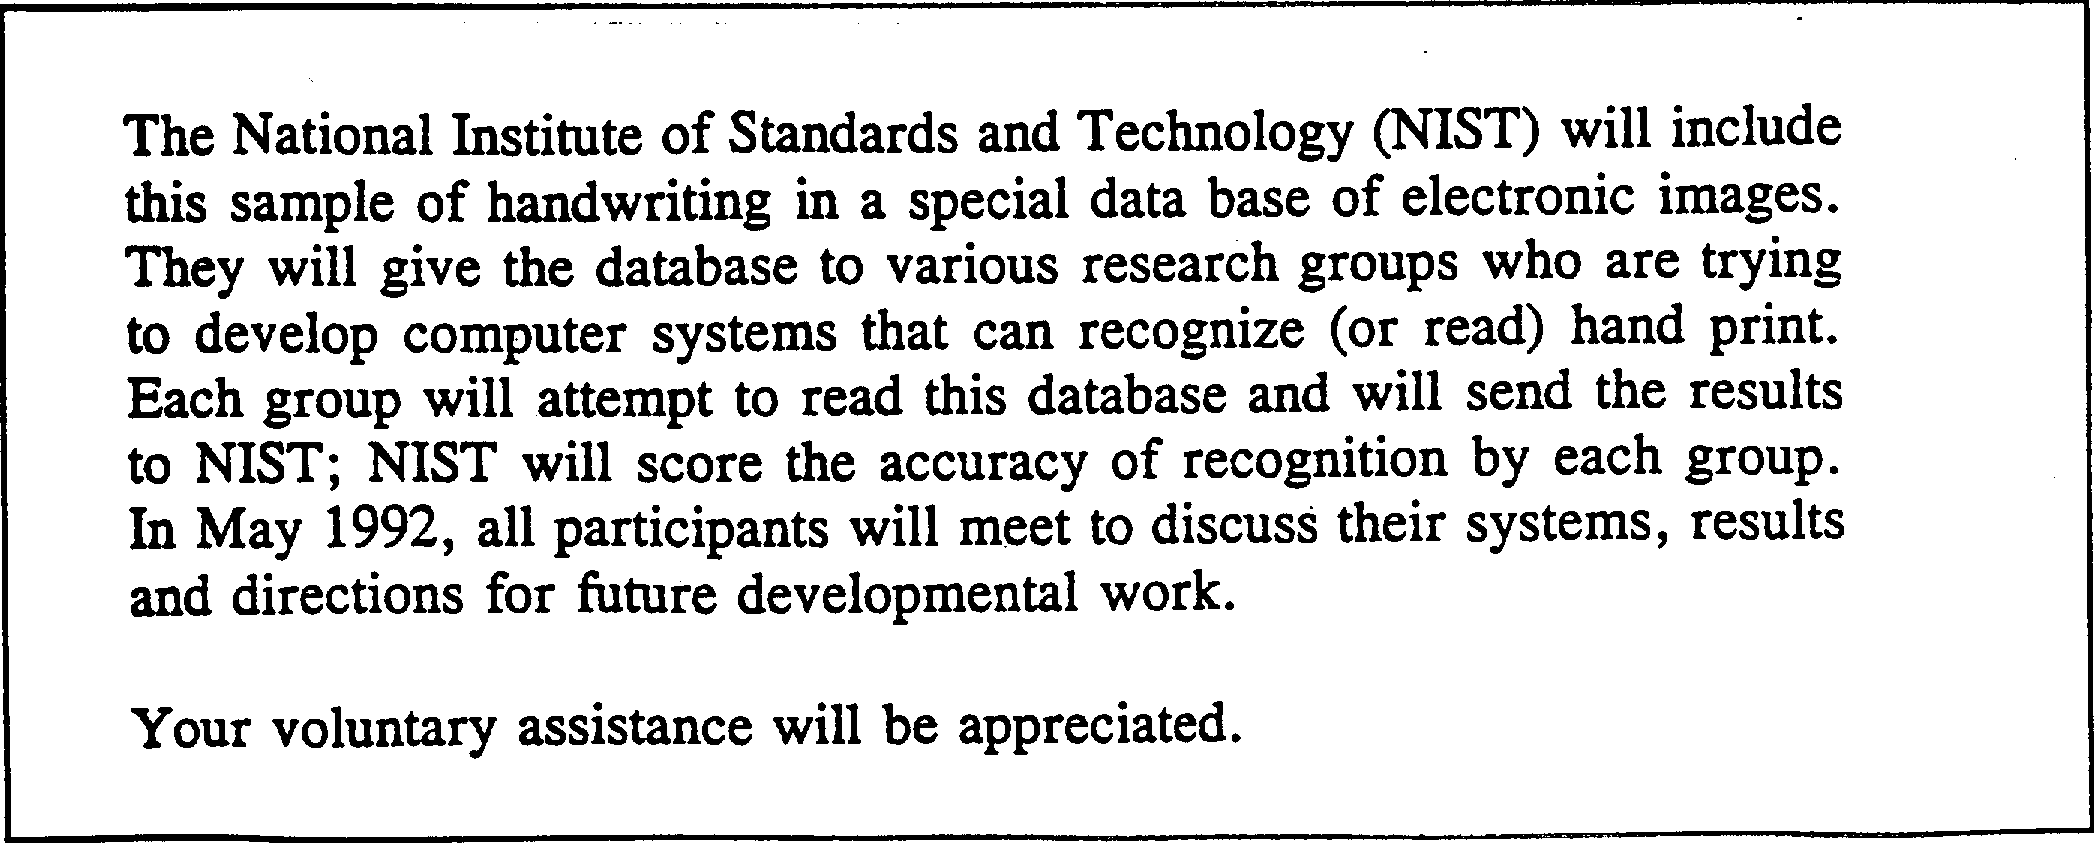 The National Institute of Standards and Technology (NIST) will include
this sample of handwriting in a special data base of electronic images.
They will give the database to various research groups who are trying
to develop computer systems that can recognize (or read) hand print.
Each group will attempt to read this database and will send the results
to NIST; NIST will score the accuracy of recognition by each group.
In May 1992, all participants will meet to discuss their systems, results
and directions for future developmental work.
Your voluntary assistance will be appreciated.